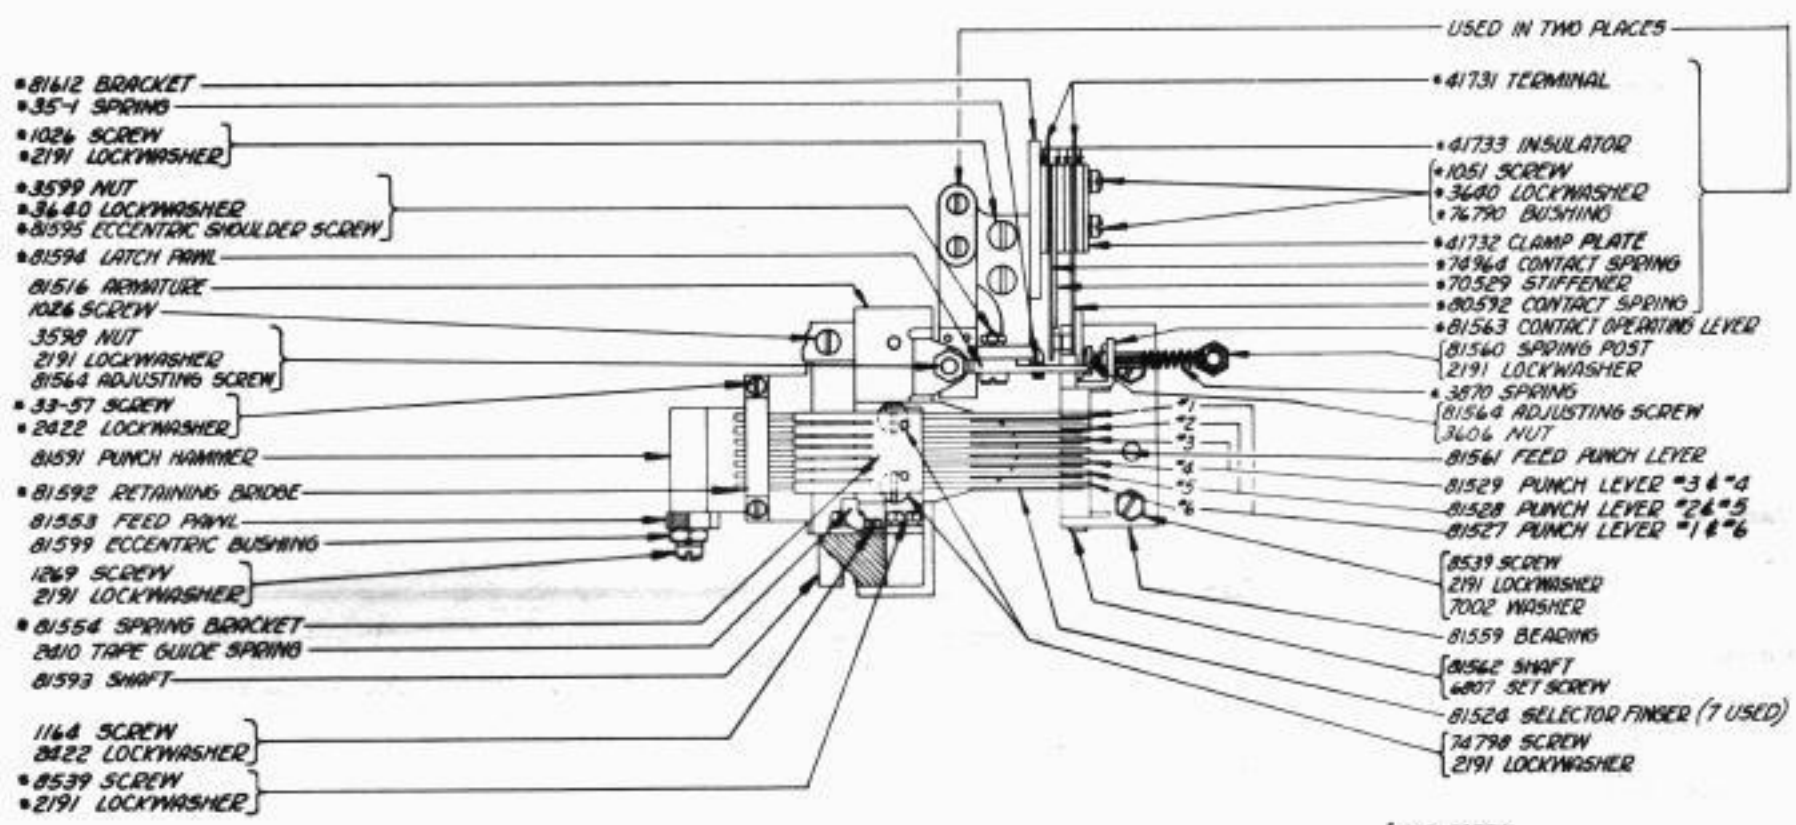 *81612 BRACKET
*35-1 SPRING
*1026 SCREW
*2191 LOCKWASHER
*3599 NUT
*3640 LOCKWASHER
*81595 ECCENTRIC SHOULDER SCREW
*81594 LATCH PAWL
81516 ARMATURE
1026 SCREW
3598 NUT
2191 LOCKWASHER
81564 ADJUSTING SCREW
*33-57 SCREW
*2422 LOCKWASHER
81591 PUNCH HAMMER
*81592 RETAINING BRIDGE
81553 FEED PAWL
81599 ECCENTRIC BUSHING
1269 SCREW
2191 LOCKWASHER
*81554 SPRING BRACKET
2410 TAPE GUIDE SPRING
81593 SHAFT
1164 SCREW
2422 LOCKWASHER
*8539 SCREW
*2191 LOCKWASHER
#1
#2
#3
#4
#5
#6
USED IN TWO PLACES
*41731 TERMINAL
*41733 INSULATOR
*1051 SCREW
*3640 LOCKWASHER
*76790 BUSHING
*41732 CLAMP PLATE
*74964 CONTACT SPRING
*70529 STIFFENER
*80592 CONTACT SPRING
*81563 CONTACT OPERATING LEVER
81560 SPRING POST
2191 LOCKWASHER
*3870 SPRING
81564 ADJUSTING SCREW
3606 NUT
81561 FEED PUNCH LEVER
81529 PUNCH LEVER #3 & #4
81528 PUNCH LEVER #2 & #5
81527 PUNCH LEVER #1 & #6
8539 SCREW
2191 LOCKWASHER
7002 WASHER
81559 BEARING
81562 SHAFT
6807 SET SCREW
81524 SELECTOR FINGER (7 USED)
74798 SCREW
2191 LOCKWASHER